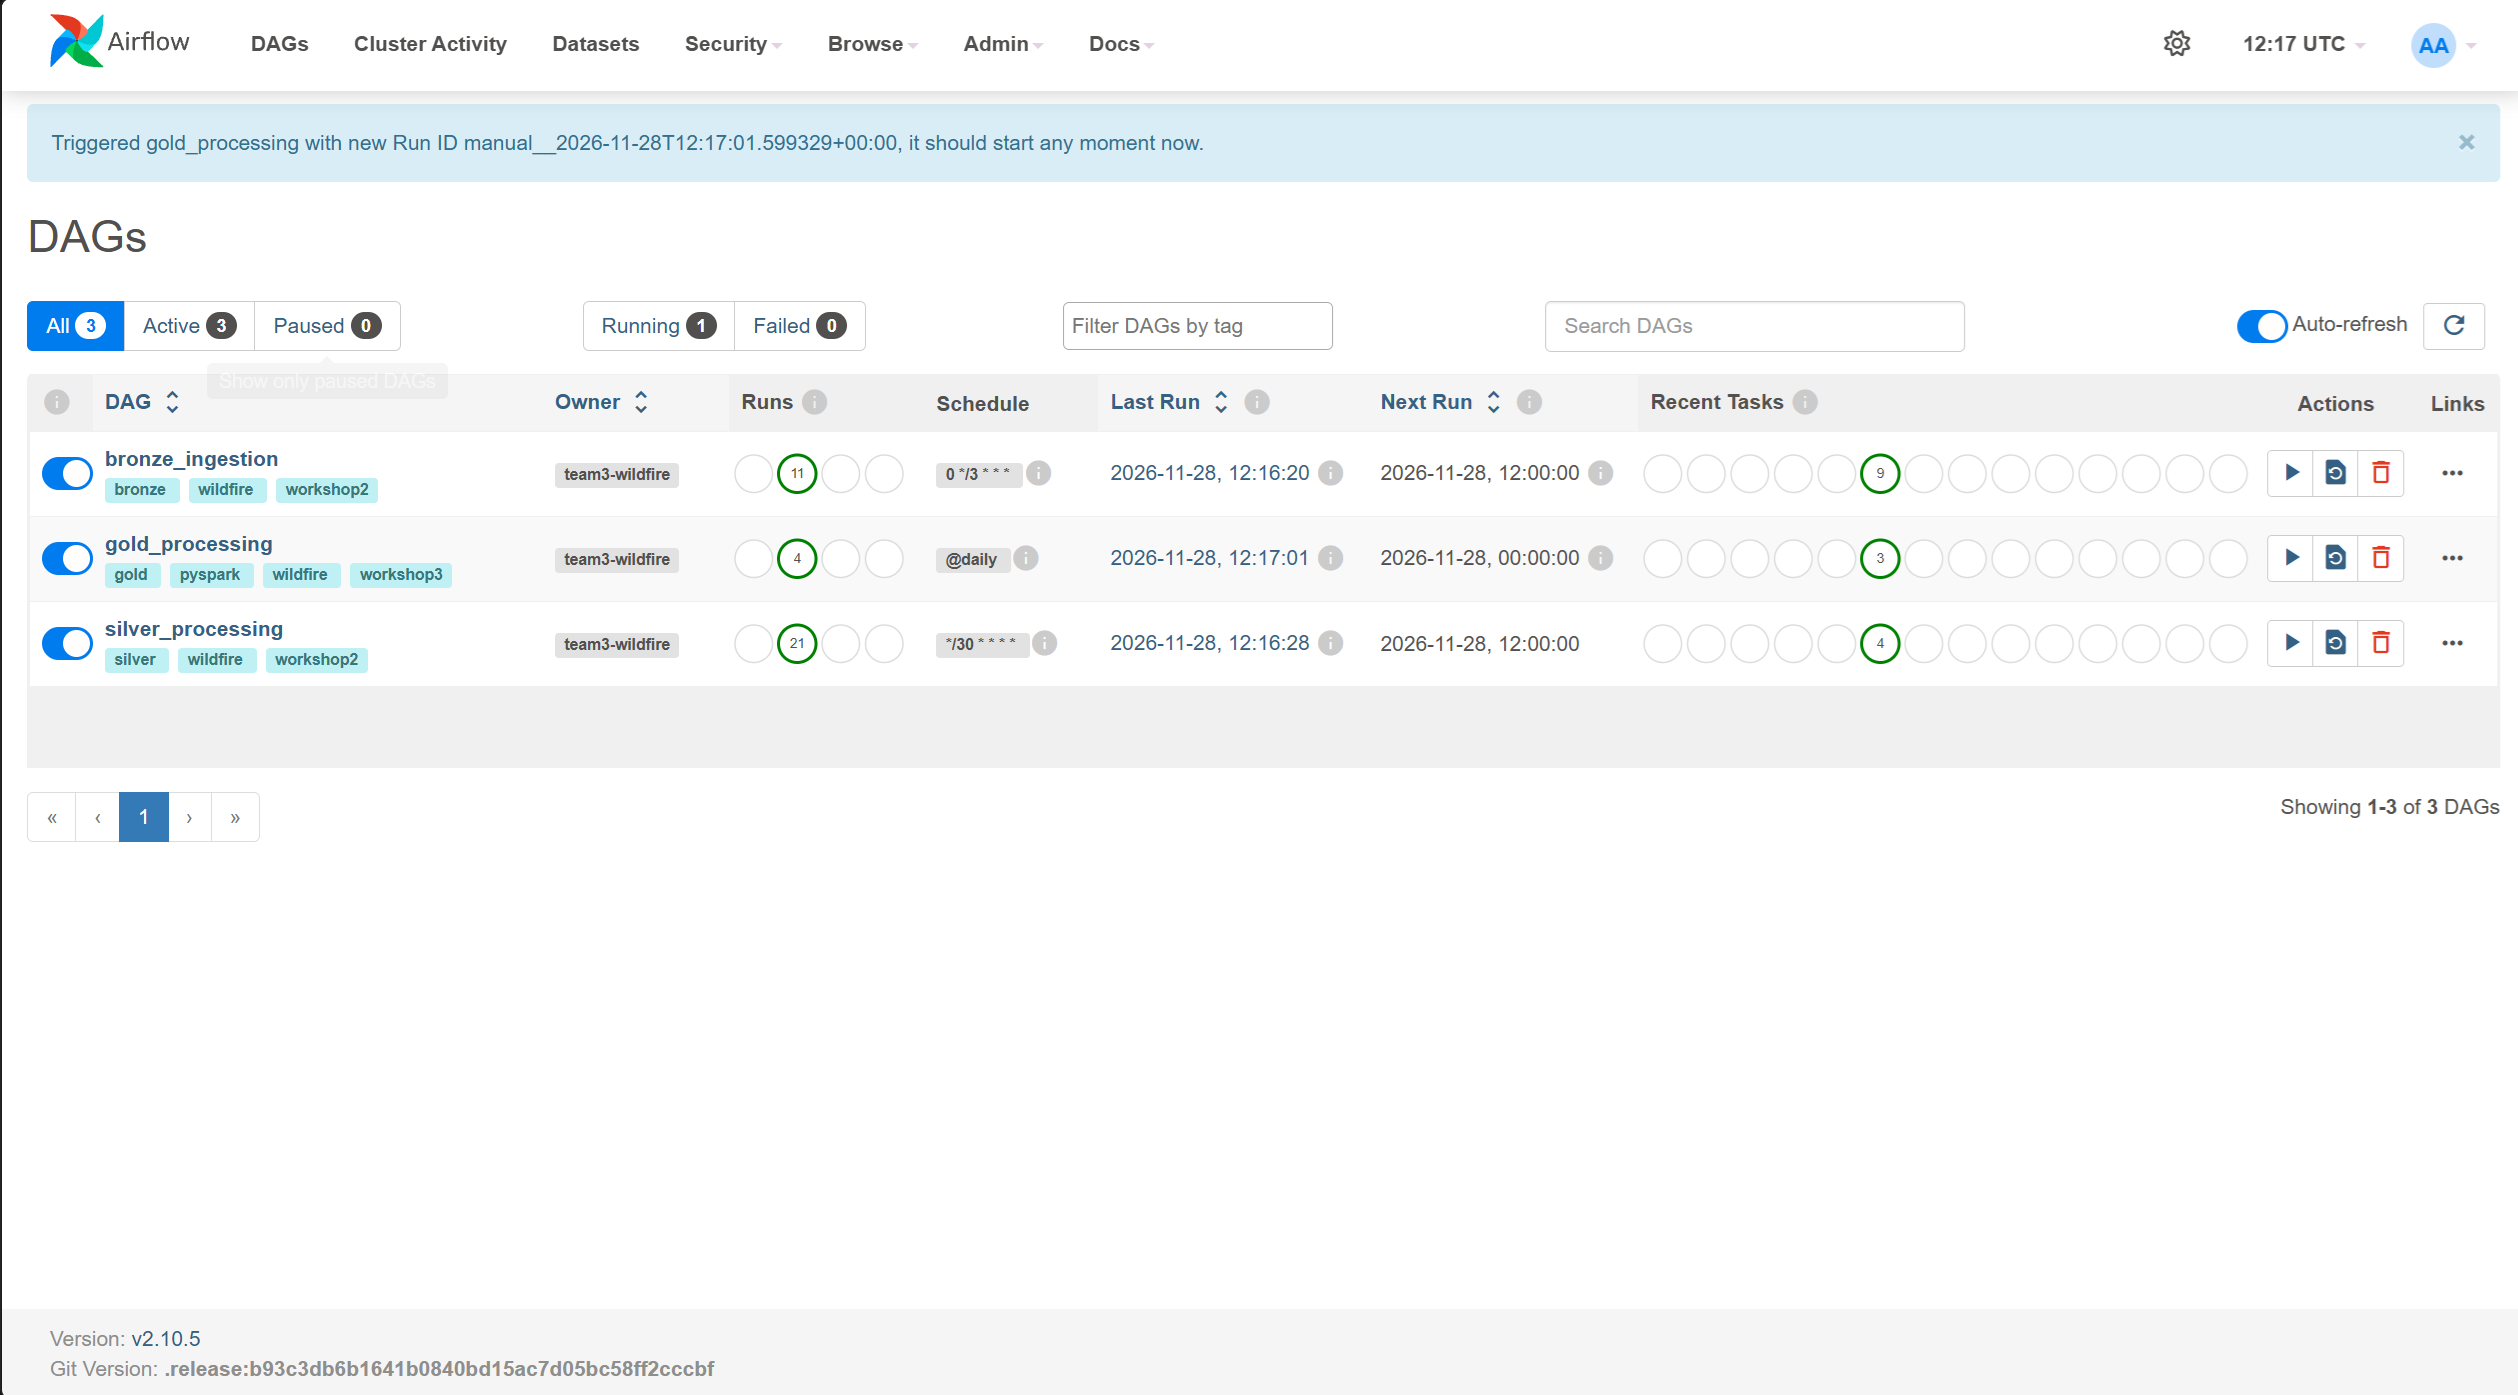 Airflow DAGs Cluster Activity Datasets Security Browse Admin Docs 12:17 UTC AA
Triggered gold_processing with new Run ID manual__2026-11-28T12:17:01.599329+00:00, it should start any moment now. ×
DAGs
All 3 Active 3 Paused 0 Running 1 Failed 0 Filter DAGs by tag Search DAGs Auto-refresh
Show only paused DAGs
i DAG Owner Runs i Schedule Last Run i Next Run i Recent Tasks i Actions Links
bronze_ingestion
bronze wildfire workshop2
team3-wildfire 11 0 */3 * * * i 2026-11-28, 12:16:20 i 2026-11-28, 12:00:00 i 9 •••
gold_processing
gold pyspark wildfire workshop3
team3-wildfire 4 @daily i 2026-11-28, 12:17:01 i 2026-11-28, 00:00:00 i 3 •••
silver_processing
silver wildfire workshop2
team3-wildfire 21 */30 * * * * i 2026-11-28, 12:16:28 i 2026-11-28, 12:00:00 4 •••
« ‹ 1 › »
Showing 1-3 of 3 DAGs
Version: v2.10.5
Git Version: .release:b93c3db6b1641b0840bd15ac7d05bc58ff2cccbf